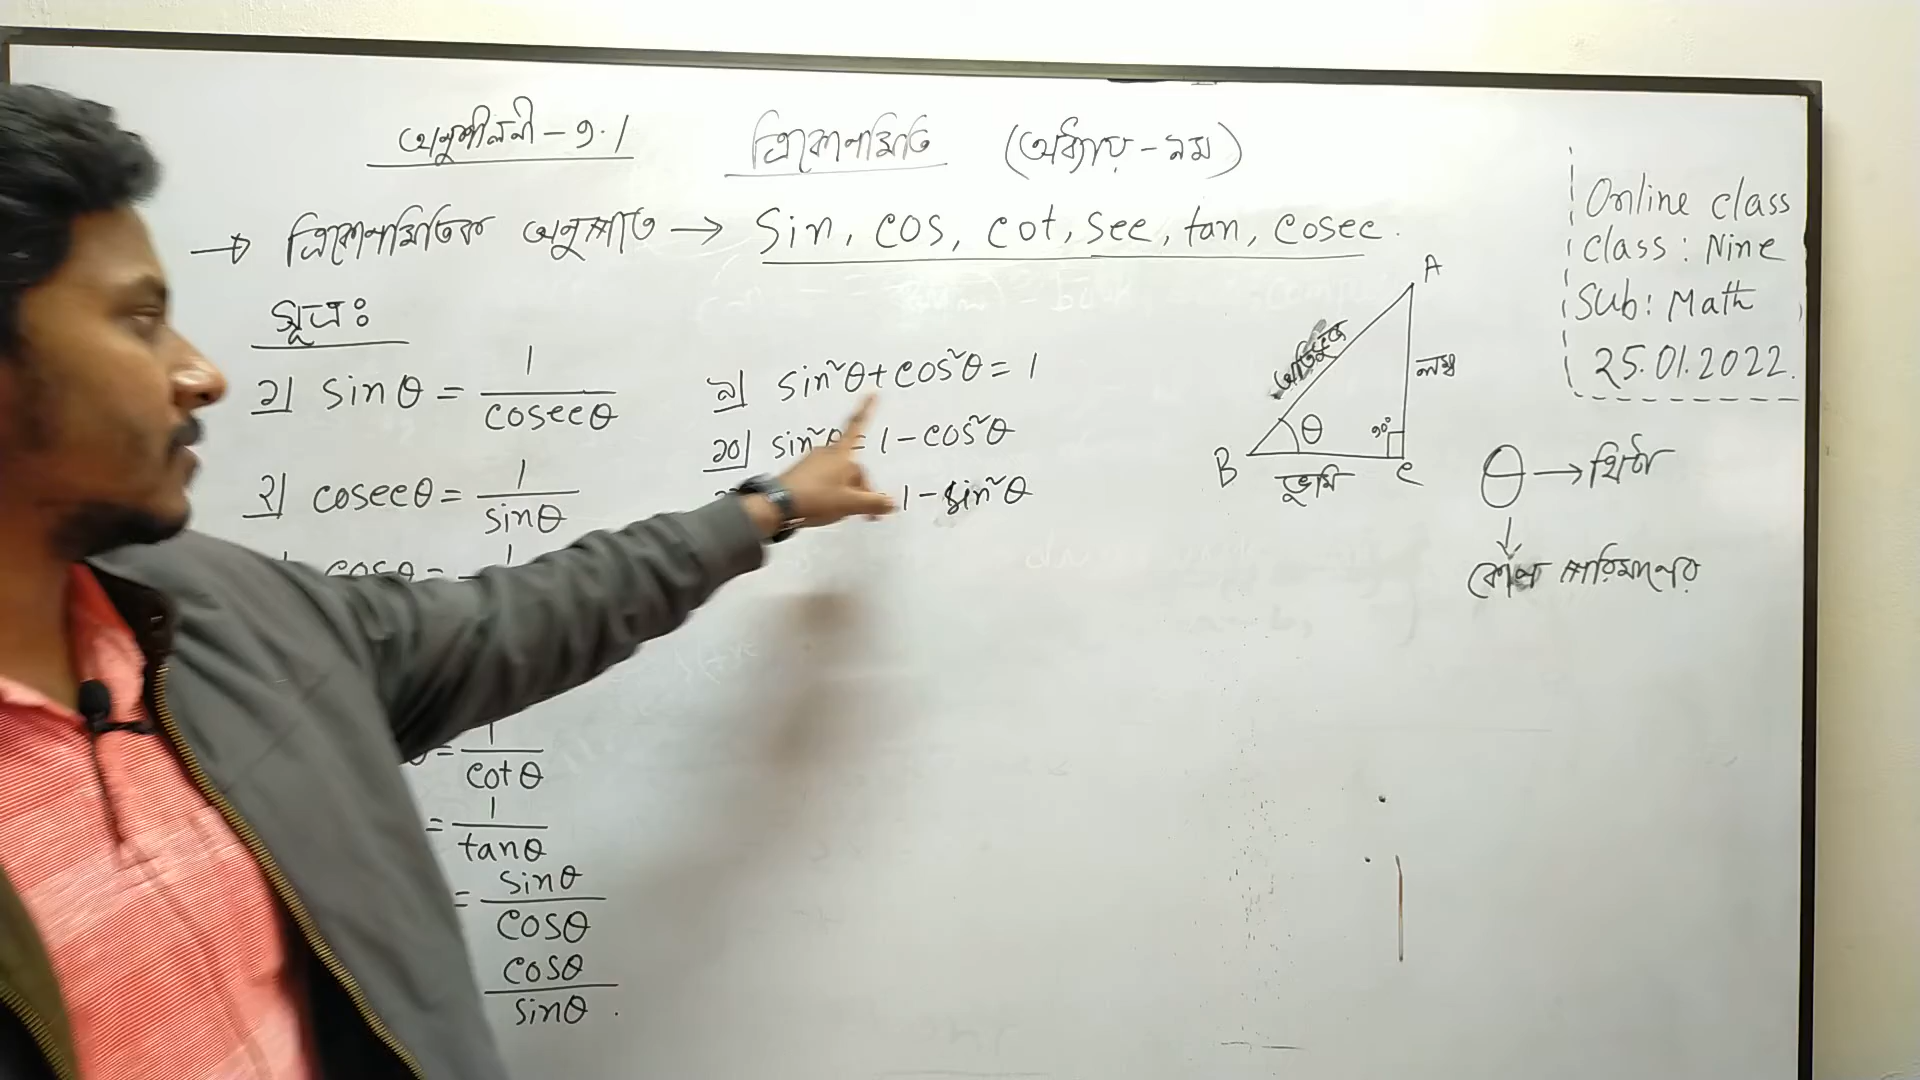 অনুশীলনী - ৯.১ ত্রিকোণমিতি (অধ্যায় - নবম)
→ ত্রিকোণমিতিক অনুপাত → Sin, cos, cot, sec, tan, cosec.
সূত্রঃ
১| sinθ = 1/cosecθ
২| cosecθ = 1/sinθ
cosθ = 1
= 1/cotθ
= 1/tanθ
= sinθ/cosθ
cosθ/sinθ .
৯| sin²θ + cos²θ = 1
১০| sin²θ = 1 - cos²θ
1 - sin²θ
A
অতিভুজ
লম্ব
θ
৯০°
B
ভূমি
C
Online class
class : Nine
Sub : Math
25.01.2022.
θ → থিটা
↓
কোণ পরিমাপের